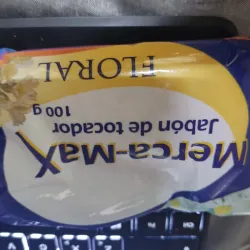 Merca-Max
Jabón de tocador
100 g
FLORAL